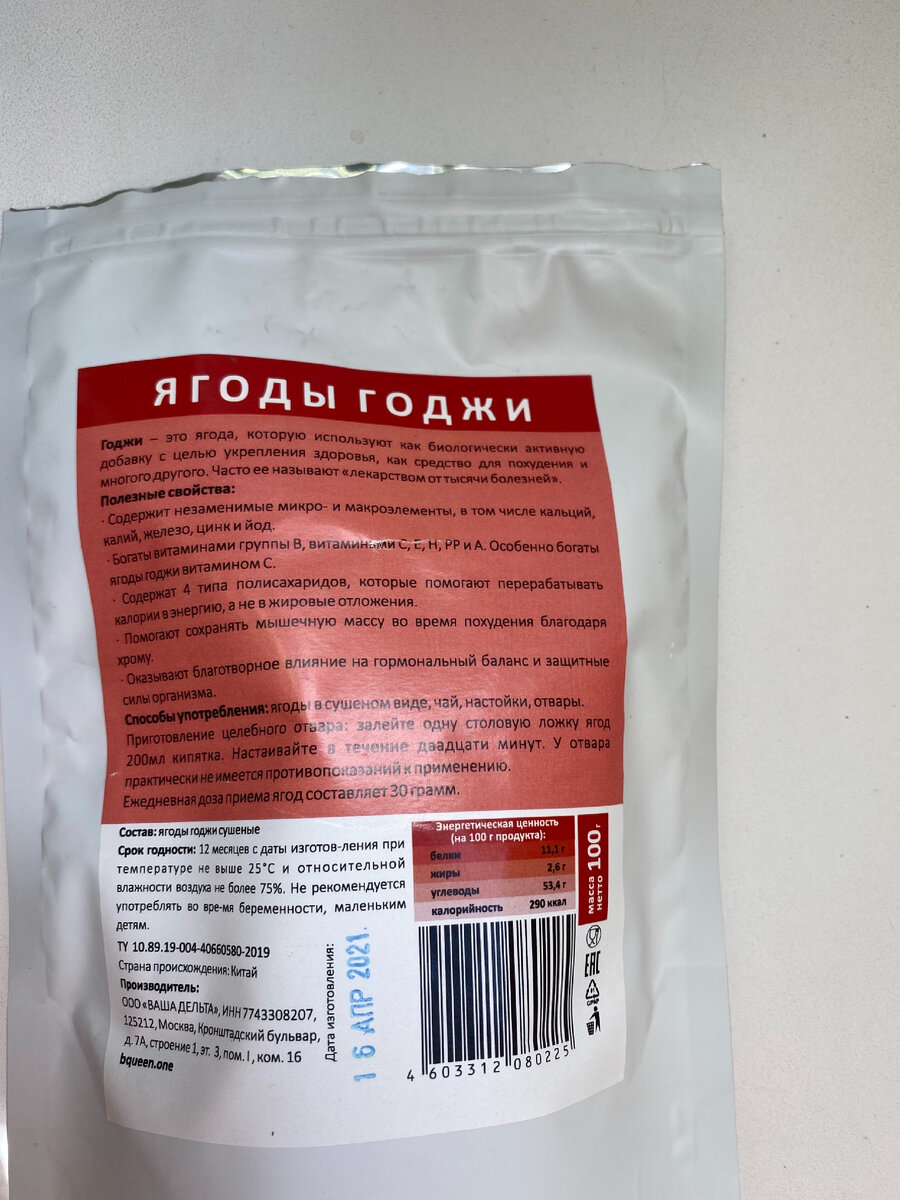 ЯГОДЫ ГОДЖИ
Годжи – это ягода, которую используют как биологически активную
добавку с целью укрепления здоровья, как средство для похудения и
много другого. Часто ее называют «лекарством от тысячи болезней».
Полезные свойства:
· Содержит незаменимые микро- и макроэлементы, в том числе кальций,
калий, железо, цинк и йод.
· Богаты витаминами группы В, витаминами С, Е, Н, РР и А. Особенно богаты
ягоды годжи витамином С.
· Содержат 4 типа полисахаридов, которые помогают перерабатывать
калории в энергию, а не в жировые отложения.
· Помогают сохранять мышечную массу во время похудения благодаря
хрому.
· Оказывают благотворное влияние на гормональный баланс и защитные
силы организма.
Способы употребления: ягоды в сушеном виде, чай, настойки, отвары.
Приготовление целебного отвара: залейте одну столовую ложку ягод
200мл кипятка. Настаивайте в течение двадцати минут. У отвара
практически не имеется противопоказаний к применению.
Ежедневная доза приема ягод составляет 30 грамм.
Состав: ягоды годжи сушеные
Срок годности: 12 месяцев с даты изготов-ления при
температуре не выше 25°С и относительной
влажности воздуха не более 75%. Не рекомендуется
употреблять во вре-мя беременности, маленьким
детям.
ТУ 10.89.19-004-40660580-2019
Страна происхождения: Китай
Производитель:
ООО «ВАША ДЕЛЬТА», ИНН 7743308207,
125212, Москва, Кронштадский бульвар,
д. 7А, строение 1, эт. 3, пом. I, ком. 16
bqueen.one
Дата изготовления:
16 АПР 2021
Энергетическая ценность
(на 100 г продукта):
белки 11,1 г
жиры 2,6 г
углеводы 53,4 г
калорийность 290 ккал
масса нетто 100 г
EAC
C/PAP
4 603312 080225